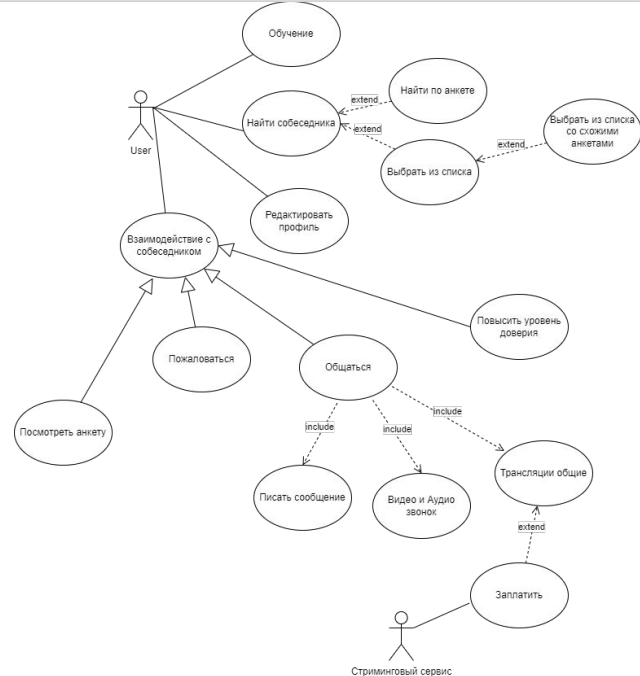 Обучение
Найти собеседника
extend
Найти по анкете
extend
Выбрать из списка
extend
Выбрать из списка
со схожими
анкетами
User
Редактировать
профиль
Взаимодействие с
собеседником
Повысить уровень
доверия
Пожаловаться
Общаться
Посмотреть анкету
include
include
include
Писать сообщение
Видео и Аудио
звонок
Трансляции общие
extend
Заплатить
Стриминговый сервис